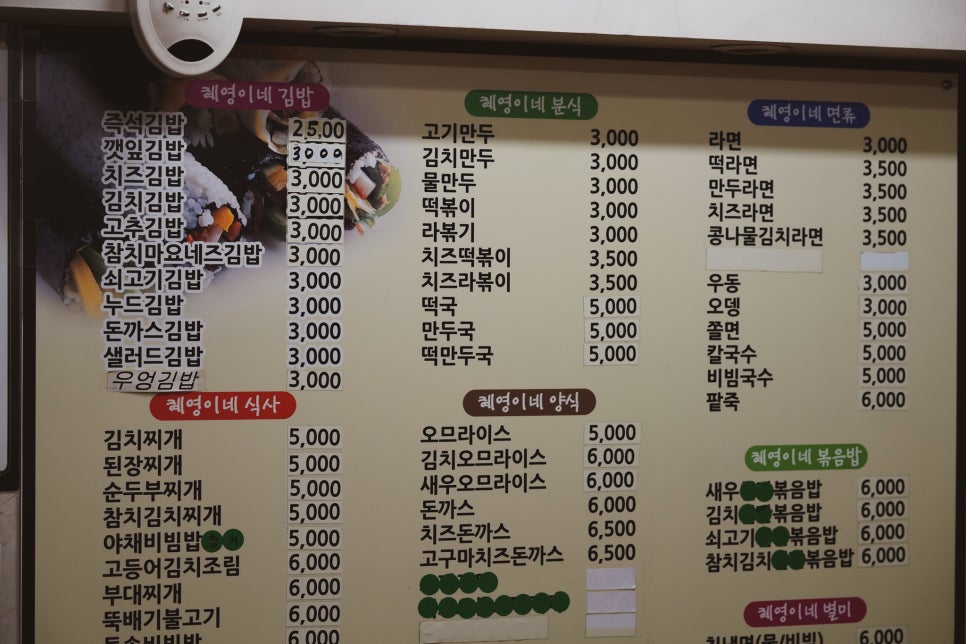 혜영이네 김밥
즉석김밥 25.00
깻잎김밥 3000
치즈김밥 3,000
김치김밥 3,000
고추김밥 3,000
참치마요네즈김밥 3,000
쇠고기김밥 3,000
누드김밥 3,000
돈까스김밥 3,000
샐러드김밥 3,000
우엉김밥 3,000
혜영이네 식사
김치찌개 5,000
된장찌개 5,000
순두부찌개 5,000
참치김치찌개 5,000
야채비빔밥 5,000
고등어김치조림 6,000
부대찌개 6,000
뚝배기불고기 6,000
6,000
혜영이네 분식
고기만두 3,000
김치만두 3,000
물만두 3,000
떡볶이 3,000
라볶기 3,000
치즈떡볶이 3,500
치즈라볶이 3,500
떡국 5,000
만두국 5,000
떡만두국 5,000
혜영이네 양식
오므라이스 5,000
김치오므라이스 6,000
새우오므라이스 6,000
돈까스 6,000
치즈돈까스 6,500
고구마치즈돈까스 6,500
혜영이네 면류
라면 3,000
떡라면 3,500
만두라면 3,500
치즈라면 3,500
콩나물김치라면 3,500
우동 3,000
오뎅 3,000
쫄면 5,000
칼국수 5,000
비빔국수 5,000
팥죽 6,000
혜영이네 볶음밥
새우 볶음밥 6,000
김치 볶음밥 6,000
쇠고기 볶음밥 6,000
참치김치 볶음밥 6,000
혜영이네 별미